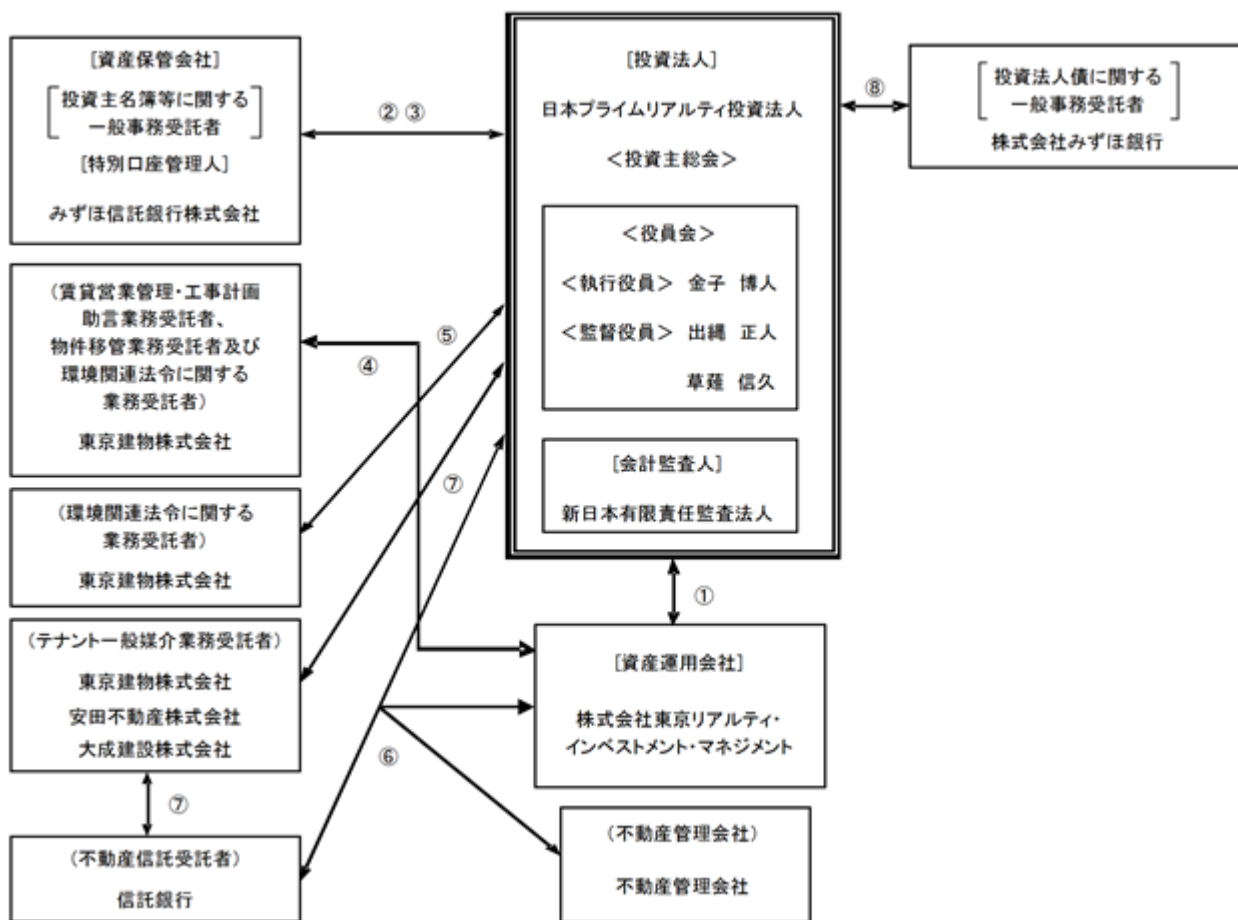 [資産保管会社]
投資主名簿等に関する
一般事務受託者
[特別口座管理人]
みずほ信託銀行株式会社
②③
[投資法人]
日本プライムリアルティ投資法人
＜投資主総会＞
＜役員会＞
＜執行役員＞ 金子 博人
＜監督役員＞ 出縄 正人
草薙 信久
[会計監査人]
新日本有限責任監査法人
⑧
投資法人債に関する
一般事務受託者
株式会社みずほ銀行
(賃貸営業管理・工事計画
助言業務受託者、
物件移管業務受託者及び
環境関連法令に関する
業務受託者)
東京建物株式会社
④
⑤
(環境関連法令に関する
業務受託者)
東京建物株式会社
⑦
①
(テナント一般媒介業務受託者)
東京建物株式会社
安田不動産株式会社
大成建設株式会社
[資産運用会社]
株式会社東京リアルティ・
インベストメント・マネジメント
⑥
⑦
(不動産信託受託者)
信託銀行
(不動産管理会社)
不動産管理会社